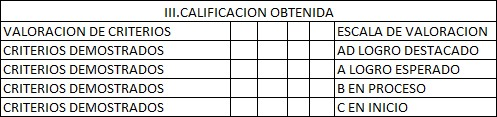 III.CALIFICACION OBTENIDA
VALORACION DE CRITERIOS ESCALA DE VALORACION
CRITERIOS DEMOSTRADOS AD LOGRO DESTACADO
CRITERIOS DEMOSTRADOS A LOGRO ESPERADO
CRITERIOS DEMOSTRADOS B EN PROCESO
CRITERIOS DEMOSTRADOS C EN INICIO